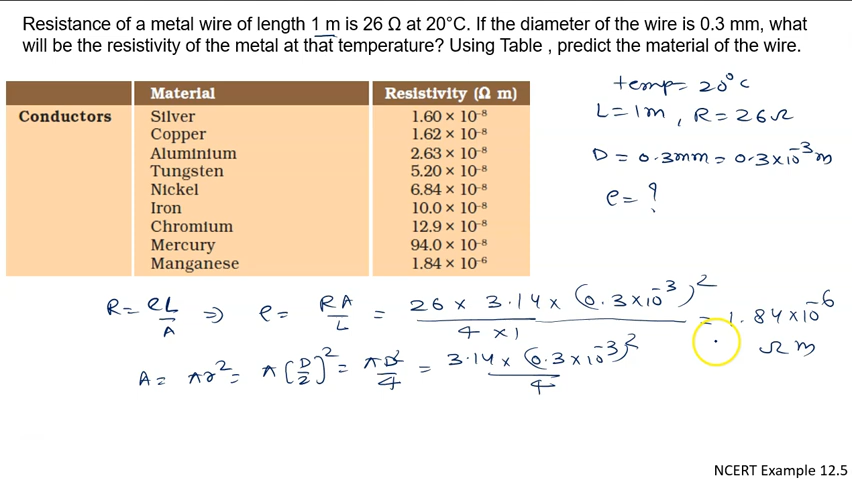 Resistance of a metal wire of length 1 m is 26 Ω at 20°C. If the diameter of the wire is 0.3 mm, what
will be the resistivity of the metal at that temperature? Using Table , predict the material of the wire.
Material Resistivity (Ω m)
Conductors Silver 1.60 × 10⁻⁸
Copper 1.62 × 10⁻⁸
Aluminium 2.63 × 10⁻⁸
Tungsten 5.20 × 10⁻⁸
Nickel 6.84 × 10⁻⁸
Iron 10.0 × 10⁻⁸
Chromium 12.9 × 10⁻⁸
Mercury 94.0 × 10⁻⁸
Manganese 1.84 × 10⁻⁶
temp = 20°C
L = 1m , R = 26Ω
D = 0.3mm = 0.3×10⁻³m
ρ = ?
R = ρL/A ⇒ ρ = RA/L = 26 × 3.14 × (0.3×10⁻³)²/4×1 = 1.84×10⁻⁶
Ω m
A = πr² = π(D/2)² = πD²/4 = 3.14 × (0.3×10⁻³)²/4
NCERT Example 12.5